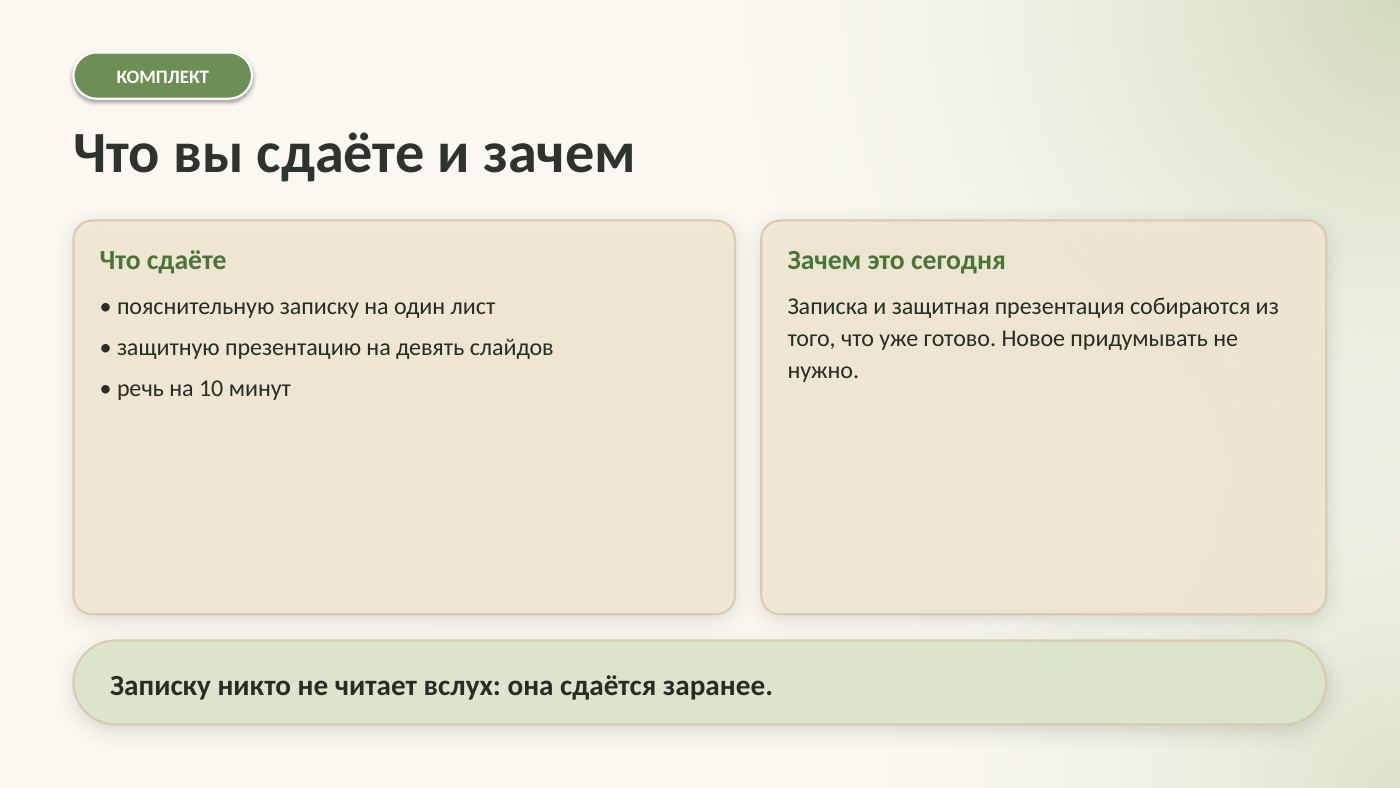 КОМПЛЕКТ
Что вы сдаёте и зачем
Что сдаёте
• пояснительную записку на один лист
• защитную презентацию на девять слайдов
• речь на 10 минут
Зачем это сегодня
Записка и защитная презентация собираются из
того, что уже готово. Новое придумывать не
нужно.
Записку никто не читает вслух: она сдаётся заранее.